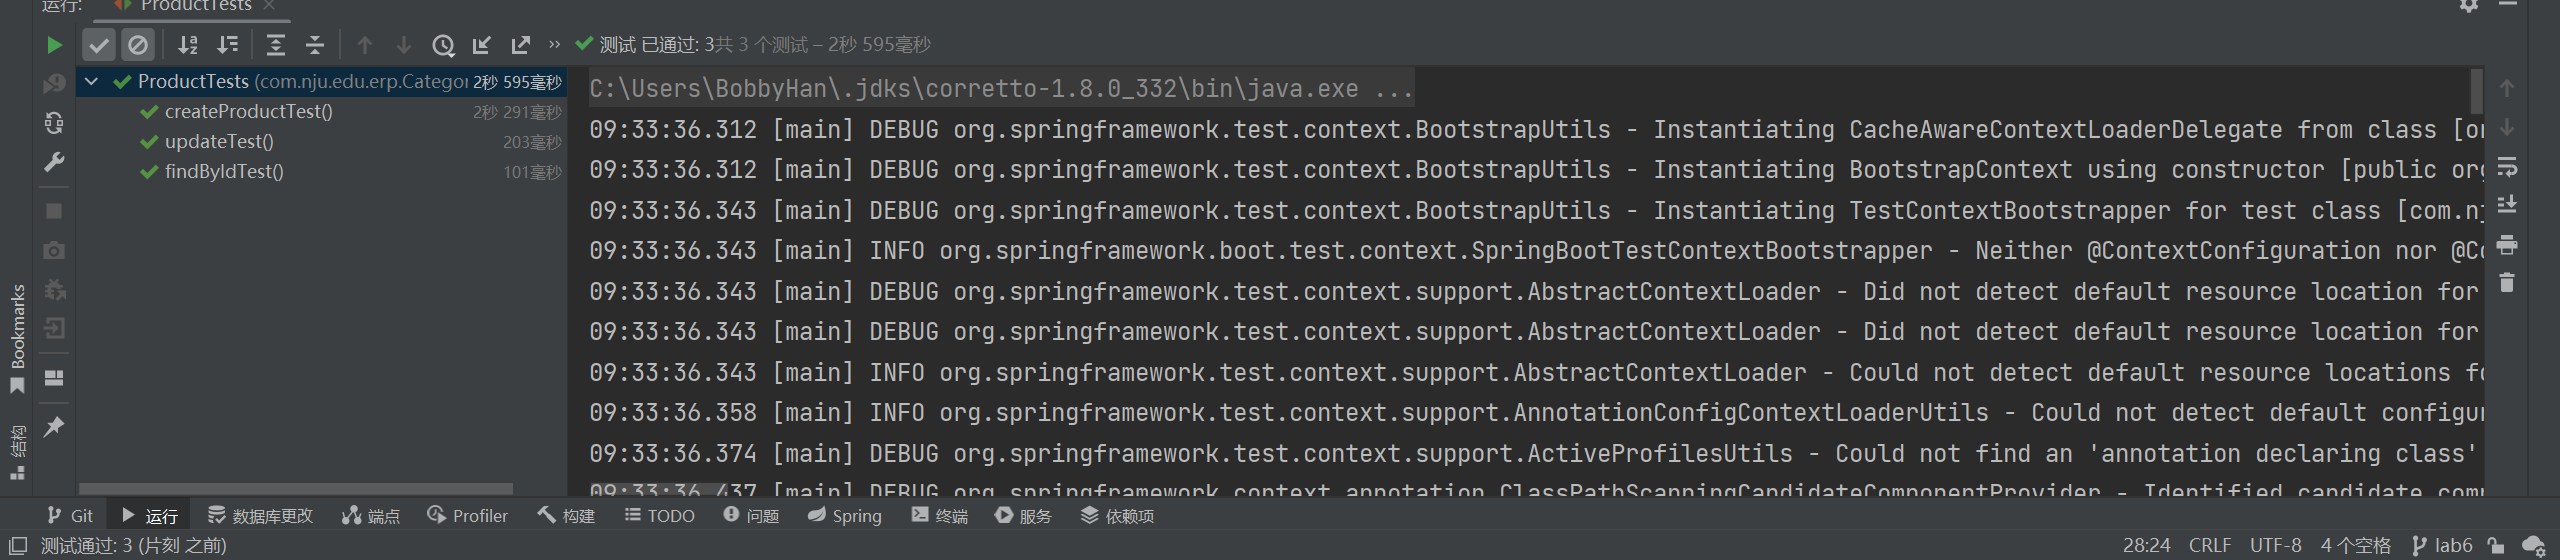 运行: ProductTests
测试 已通过: 3共 3 个测试 – 2秒 595毫秒
ProductTests (com.nju.edu.erp.Categor 2秒 595毫秒
createProductTest() 2秒 291毫秒
updateTest() 203毫秒
findByIdTest() 101毫秒
C:\Users\BobbyHan\.jdks\corretto-1.8.0_332\bin\java.exe ...
09:33:36.312 [main] DEBUG org.springframework.test.context.BootstrapUtils - Instantiating CacheAwareContextLoaderDelegate from class [or
09:33:36.312 [main] DEBUG org.springframework.test.context.BootstrapUtils - Instantiating BootstrapContext using constructor [public org
09:33:36.343 [main] DEBUG org.springframework.test.context.BootstrapUtils - Instantiating TestContextBootstrapper for test class [com.nj
09:33:36.343 [main] INFO org.springframework.boot.test.context.SpringBootTestContextBootstrapper - Neither @ContextConfiguration nor @Co
09:33:36.343 [main] DEBUG org.springframework.test.context.support.AbstractContextLoader - Did not detect default resource location for
09:33:36.343 [main] DEBUG org.springframework.test.context.support.AbstractContextLoader - Did not detect default resource location for
09:33:36.343 [main] INFO org.springframework.test.context.support.AbstractContextLoader - Could not detect default resource locations fo
09:33:36.358 [main] INFO org.springframework.test.context.support.AnnotationConfigContextLoaderUtils - Could not detect default configur
09:33:36.374 [main] DEBUG org.springframework.test.context.support.ActiveProfilesUtils - Could not find an 'annotation declaring class'
09:33:36.437 [main] DEBUG org.springframework.context.annotation.ClassPathScanningCandidateComponentProvider - Identified candidate com
Bookmarks
结构
Git 运行 数据库更改 端点 Profiler 构建 TODO 问题 Spring 终端 服务 依赖项
测试通过: 3 (片刻 之前) 28:24 CRLF UTF-8 4 个空格 lab6